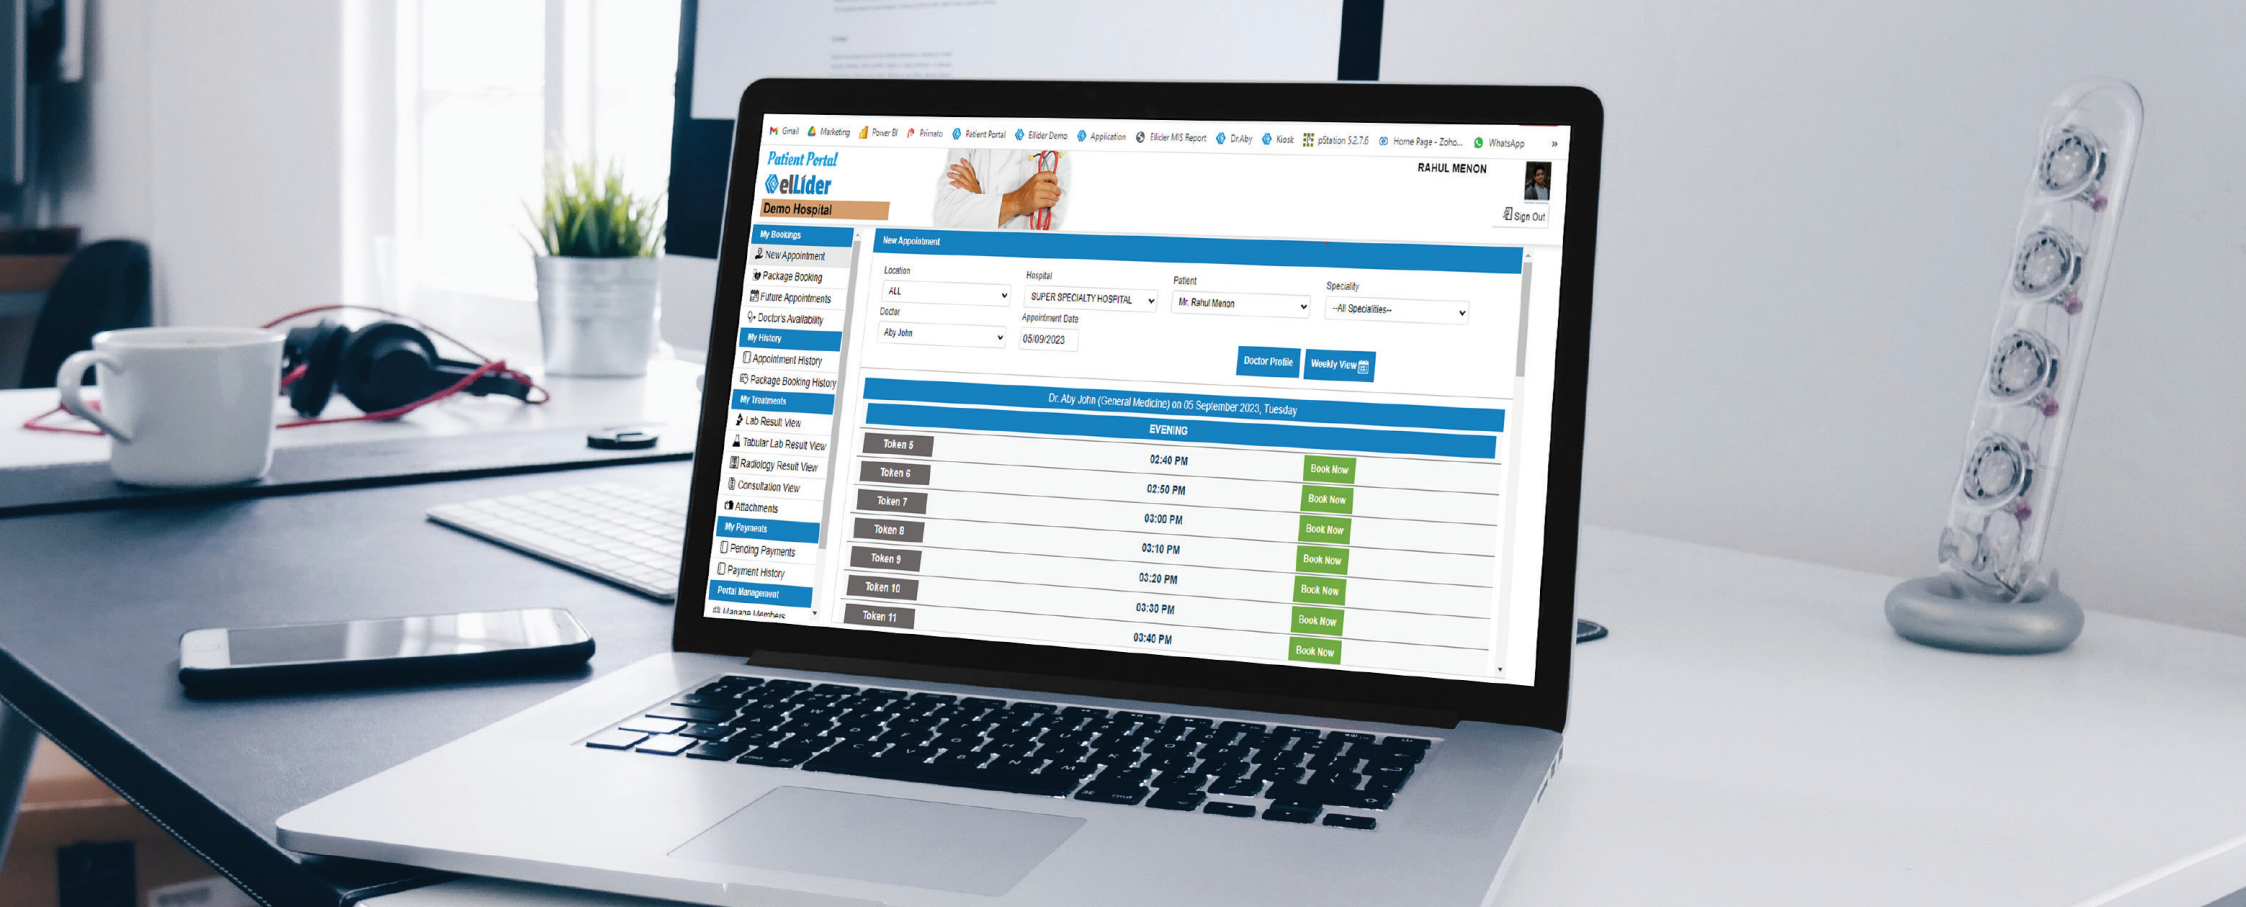 Gmail Marketing Power BI Primato Patient Portal Ellider Demo Application Ellider MIS Report Dr.Aby Kiosk pStation 5.2.7.6 Home Page - Zoho... WhatsApp »
Patient Portal
elLíder
Demo Hospital
RAHUL MENON
Sign Out
My Bookings
New Appointment
Package Booking
Future Appointments
Doctor's Availability
My History
Appointment History
Package Booking History
My Treatments
Lab Result View
Tabular Lab Result View
Radiology Result View
Consultation View
Attachments
My Payments
Pending Payments
Payment History
Portal Management
Manage Members
New Appointment
Location Hospital Patient Speciality
ALL SUPER SPECIALTY HOSPITAL Mr. Rahul Menon --All Specialities--
Doctor Appointment Date
Aby John 05/09/2023
Doctor Profile Weekly View
Dr. Aby John (General Medicine) on 05 September 2023, Tuesday
EVENING
Token 5 02:40 PM Book Now
Token 6 02:50 PM Book Now
Token 7 03:00 PM Book Now
Token 8 03:10 PM Book Now
Token 9 03:20 PM Book Now
Token 10 03:30 PM Book Now
Token 11 03:40 PM Book Now